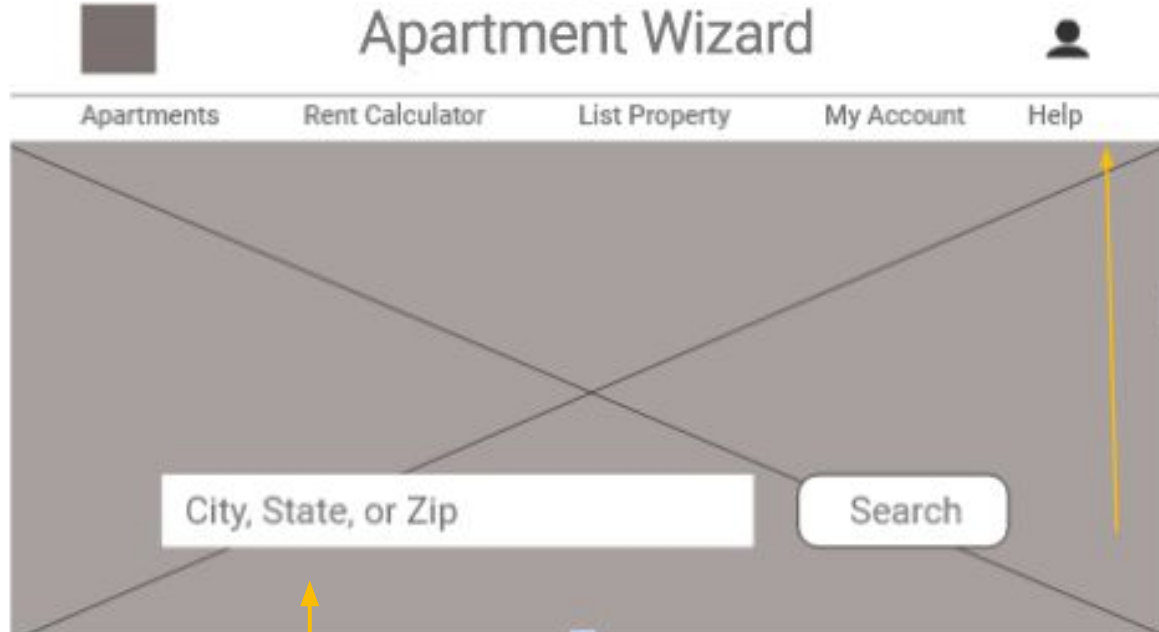 Apartment Wizard
Apartments Rent Calculator List Property My Account Help
City, State, or Zip Search